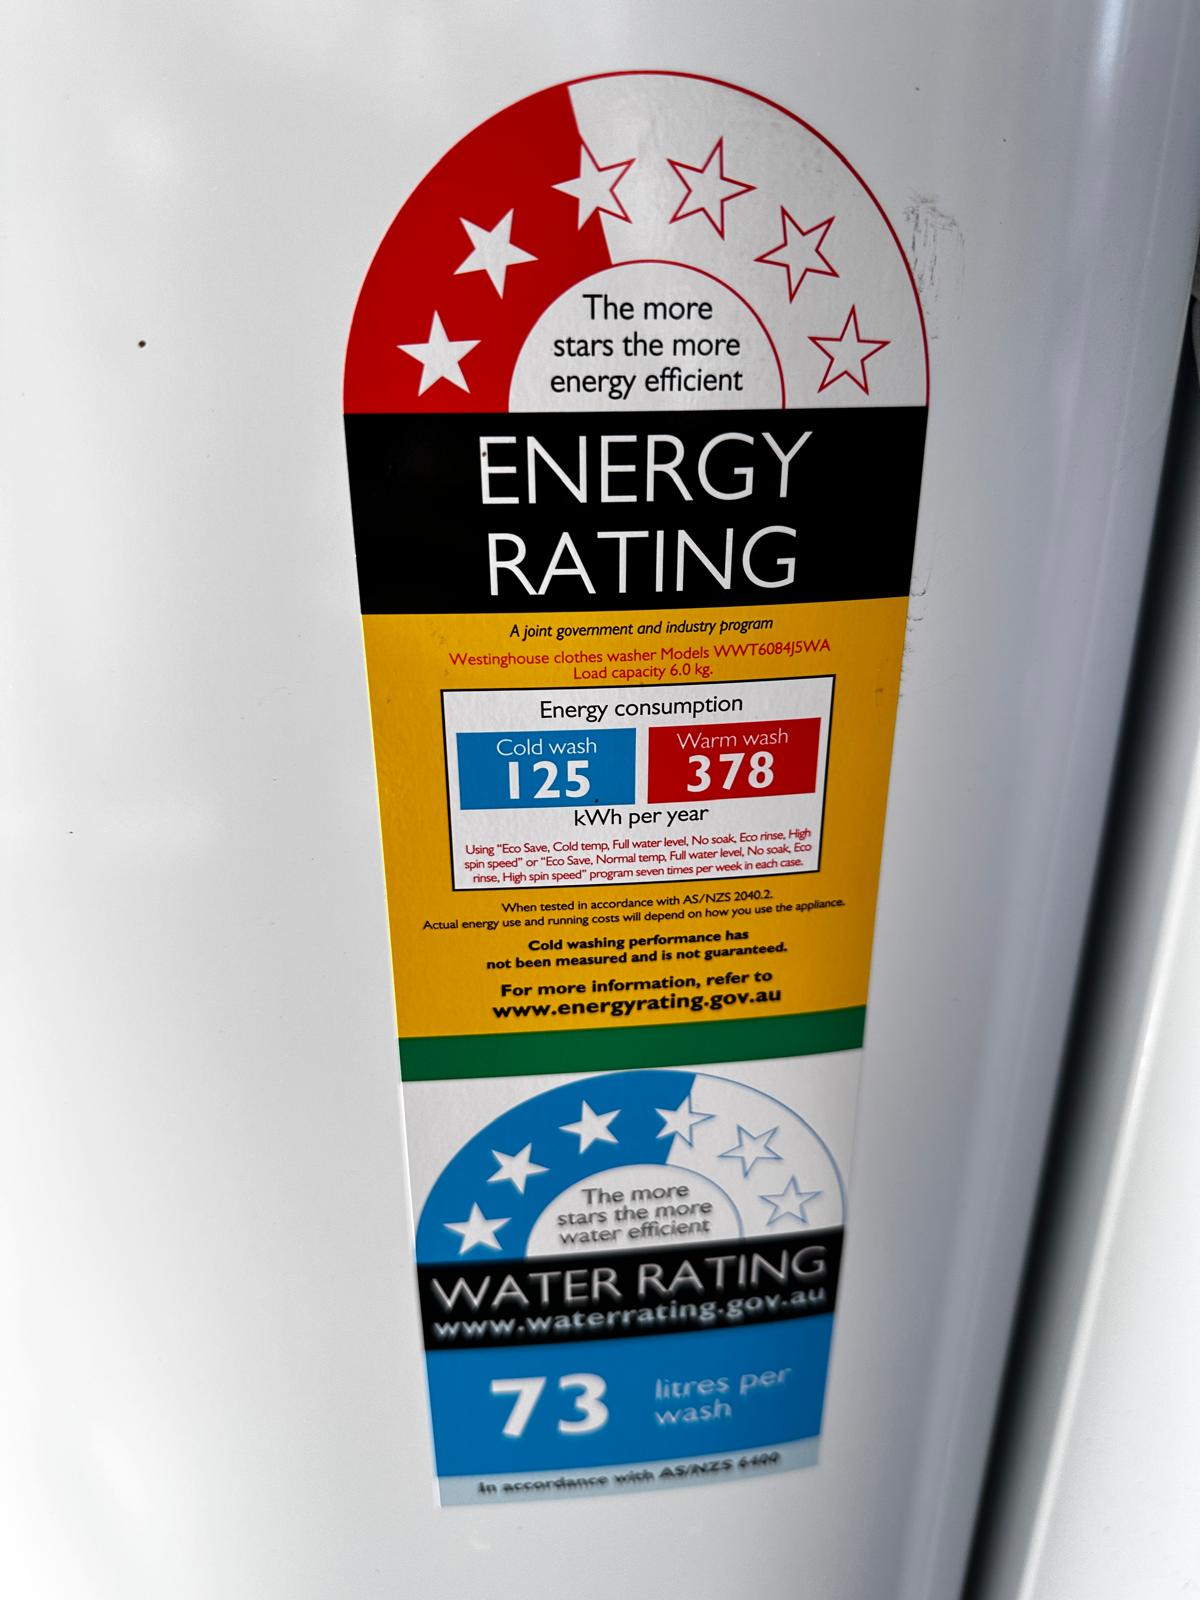 The more
stars the more
energy efficient
ENERGY
RATING
A joint government and industry program
Westinghouse clothes washer Models WWT6084J5WA
Load capacity 6.0 kg.
Energy consumption
Cold wash
125
Warm wash
378
kWh per year
Using "Eco Save, Cold temp, Full water level, No soak, Eco rinse, High
spin speed" or "Eco Save, Normal temp, Full water level, No soak, Eco
rinse, High spin speed" program seven times per week in each case.
When tested in accordance with AS/NZS 2040.2.
Actual energy use and running costs will depend on how you use the appliance.
Cold washing performance has
not been measured and is not guaranteed.
For more information, refer to
www.energyrating.gov.au
The more
stars the more
water efficient
WATER RATING
www.waterrating.gov.au
73
litres per
wash
In accordance with AS/NZS 6400